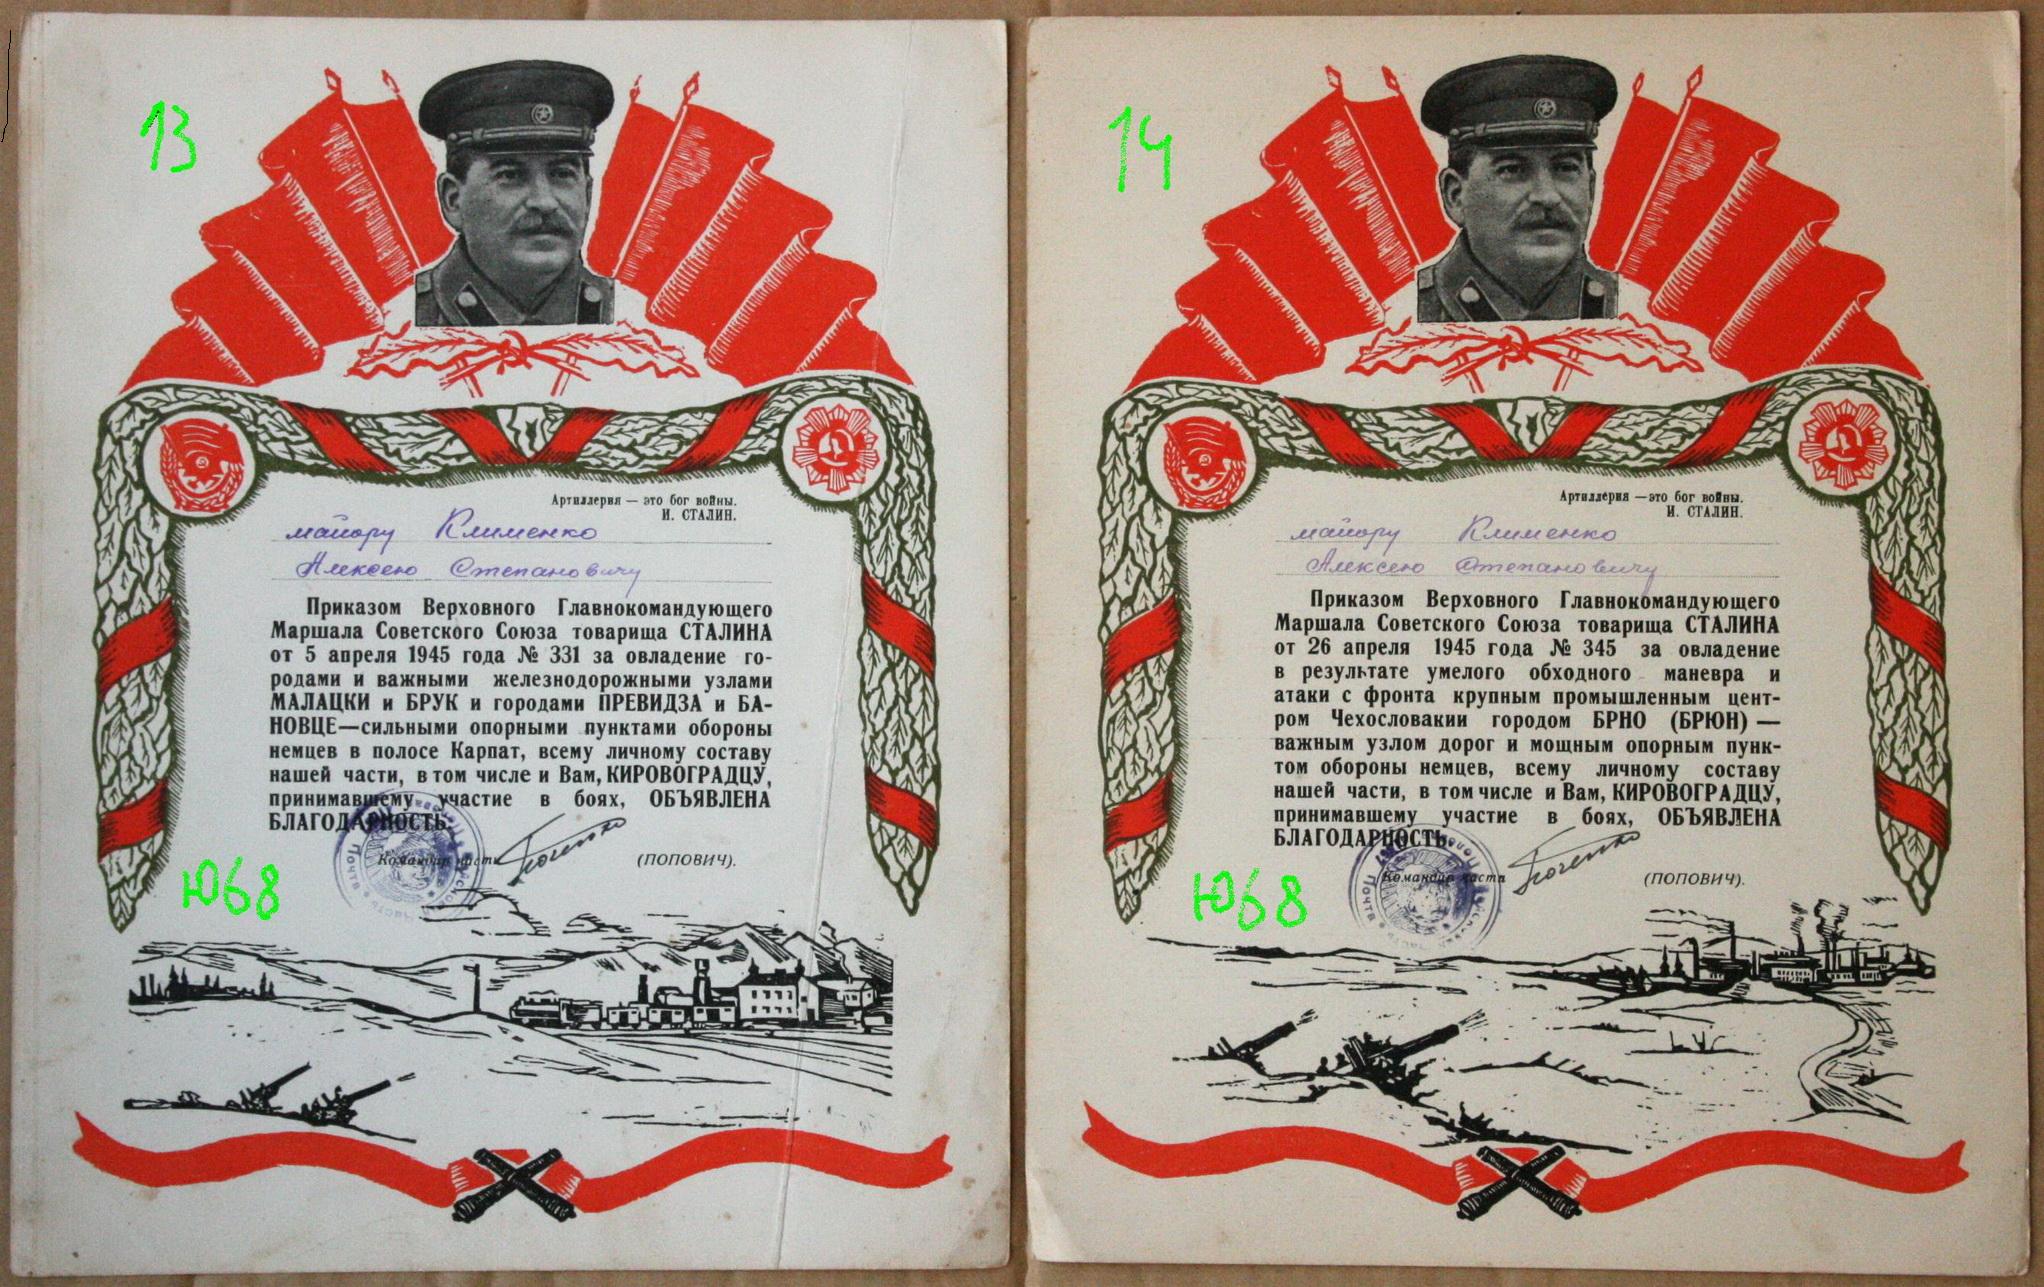 13
Артиллерия — это бог войны.
И. СТАЛИН.
майору Клименко
Алексею Степановичу
Приказом Верховного Главнокомандующего
Маршала Советского Союза товарища СТАЛИНА
от 5 апреля 1945 года № 331 за овладение го-
родами и важными железнодорожными узлами
МАЛАЦКИ и БРУК и городами ПРЕВИДЗА и БА-
НОВЦЕ—сильными опорными пунктами обороны
немцев в полосе Карпат, всему личному составу
нашей части, в том числе и Вам, КИРОВОГРАДЦУ,
принимавшему участие в боях, ОБЪЯВЛЕНА
БЛАГОДАРНОСТЬ.
Командир части (ПОПОВИЧ).
Ю68
14
Артиллерия —это бог войны.
И. СТАЛИН.
майору Клименко
Алексею Степановичу
Приказом Верховного Главнокомандующего
Маршала Советского Союза товарища СТАЛИНА
от 26 апреля 1945 года № 345 за овладение
в результате умелого обходного маневра и
атаки с фронта крупным промышленным цент-
ром Чехословакии городом БРНО (БРЮН) —
важным узлом дорог и мощным опорным пунк-
том обороны немцев, всему личному составу
нашей части, в том числе и Вам, КИРОВОГРАДЦУ,
принимавшему участие в боях, ОБЪЯВЛЕНА
БЛАГОДАРНОСТЬ.
Командир части (ПОПОВИЧ).
Ю68